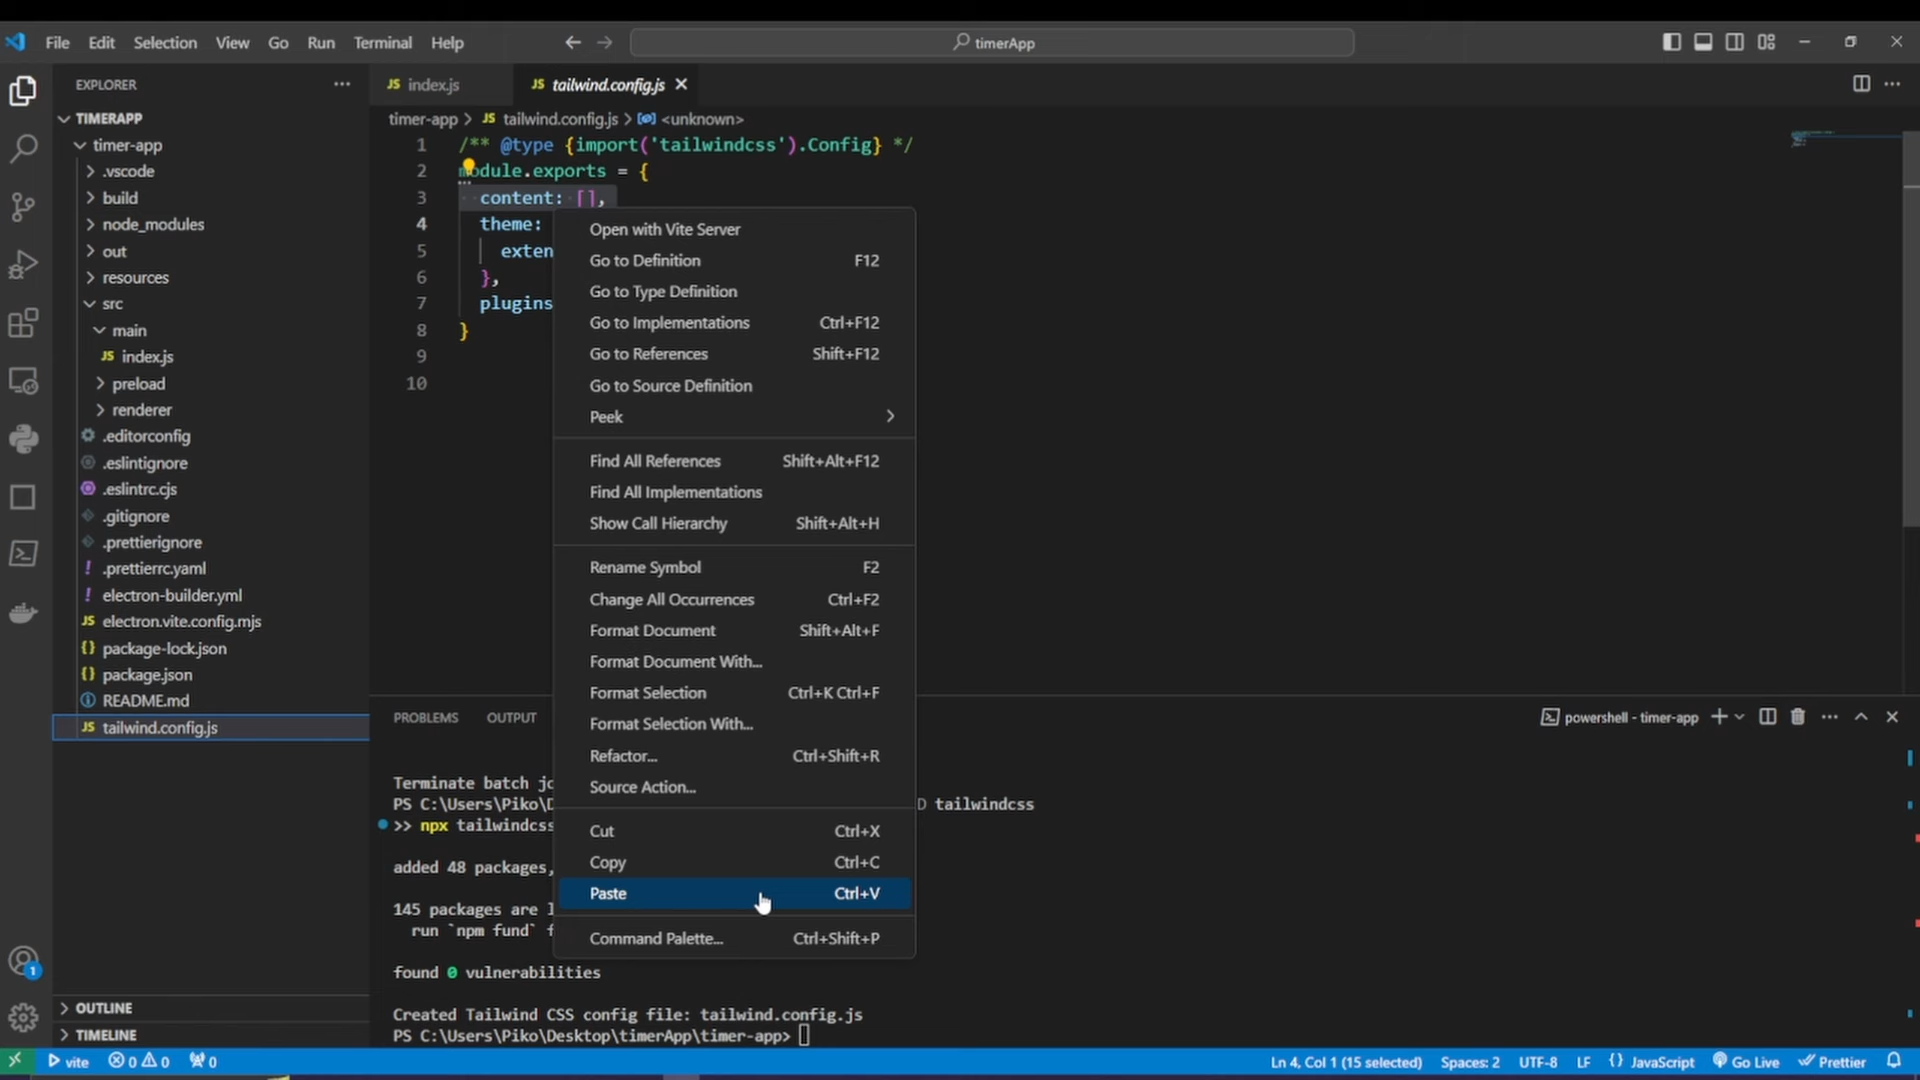 File Edit Selection View Go Run Terminal Help
timerApp
EXPLORER
TIMERAPP
timer-app
.vscode
build
node_modules
out
resources
src
main
JS index.js
preload
renderer
.editorconfig
.eslintignore
.eslintrc.cjs
.gitignore
.prettierignore
! .prettierrc.yaml
! electron-builder.yml
JS electron.vite.config.mjs
{} package-lock.json
{} package.json
README.md
JS tailwind.config.js
OUTLINE
TIMELINE
1
JS index.js JS tailwind.config.js
timer-app > JS tailwind.config.js > <unknown>
1 /** @type {import('tailwindcss').Config} */
2 module.exports = {
3 content: [],
4 theme:
5 exten
6 },
7 plugins
8 }
9
10
Open with Vite Server
Go to Definition F12
Go to Type Definition
Go to Implementations Ctrl+F12
Go to References Shift+F12
Go to Source Definition
Peek
Find All References Shift+Alt+F12
Find All Implementations
Show Call Hierarchy Shift+Alt+H
Rename Symbol F2
Change All Occurrences Ctrl+F2
Format Document Shift+Alt+F
Format Document With...
Format Selection Ctrl+K Ctrl+F
Format Selection With...
Refactor... Ctrl+Shift+R
Source Action...
Cut Ctrl+X
Copy Ctrl+C
Paste Ctrl+V
Command Palette... Ctrl+Shift+P
PROBLEMS OUTPUT
powershell - timer-app
Terminate batch jo
PS C:\Users\Piko\D D tailwindcss
>> npx tailwindcss
added 48 packages,
145 packages are l
run `npm fund` f
found 0 vulnerabilities
Created Tailwind CSS config file: tailwind.config.js
PS C:\Users\Piko\Desktop\timerApp\timer-app>
vite 0 0 0
Ln 4, Col 1 (15 selected) Spaces: 2 UTF-8 LF {} JavaScript Go Live Prettier